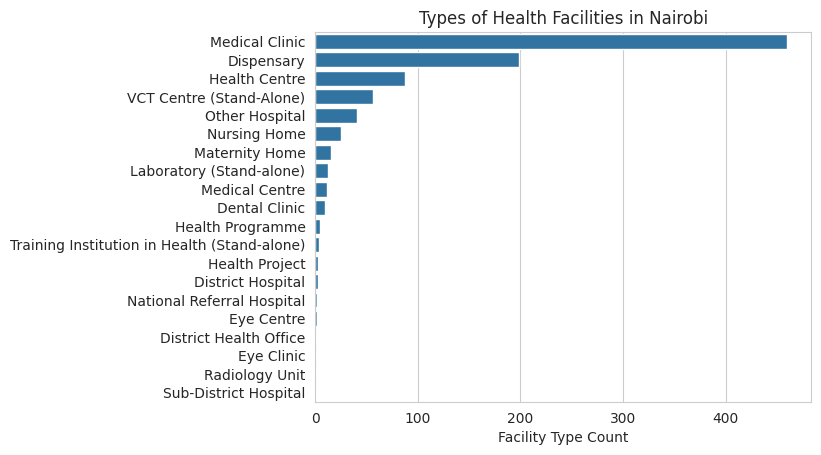 Types of Health Facilities in Nairobi
Medical Clinic
Dispensary
Health Centre
VCT Centre (Stand-Alone)
Other Hospital
Nursing Home
Maternity Home
Laboratory (Stand-alone)
Medical Centre
Dental Clinic
Health Programme
Training Institution in Health (Stand-alone)
Health Project
District Hospital
National Referral Hospital
Eye Centre
District Health Office
Eye Clinic
Radiology Unit
Sub-District Hospital
0 100 200 300 400
Facility Type Count